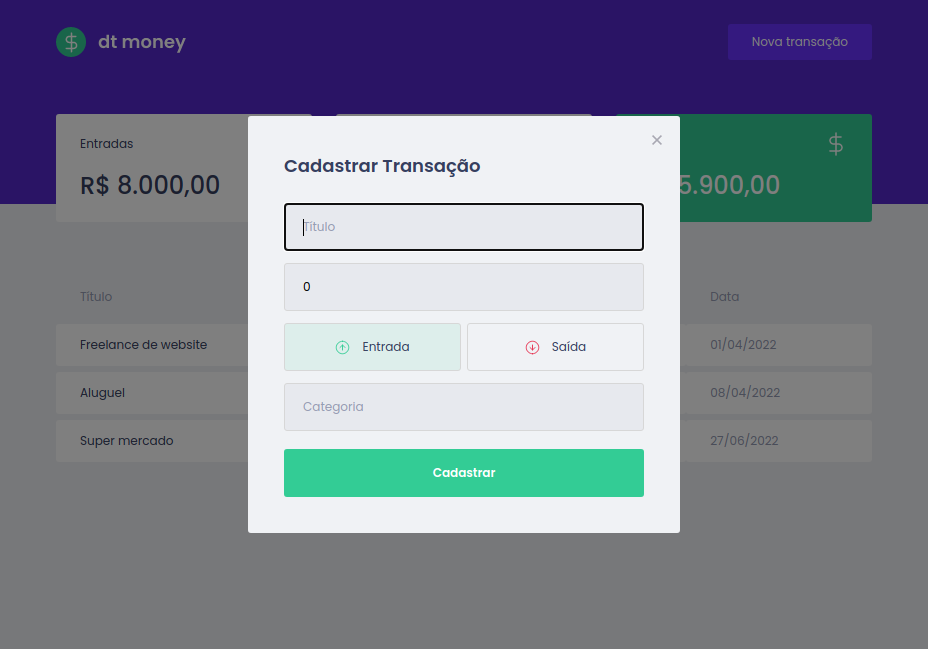 dt money
Nova transação
Entradas
R$ 8.000,00
5.900,00
Cadastrar Transação
Título
0
Entrada
Saída
Categoria
Cadastrar
Título
Data
Freelance de website
01/04/2022
Aluguel
08/04/2022
Super mercado
27/06/2022